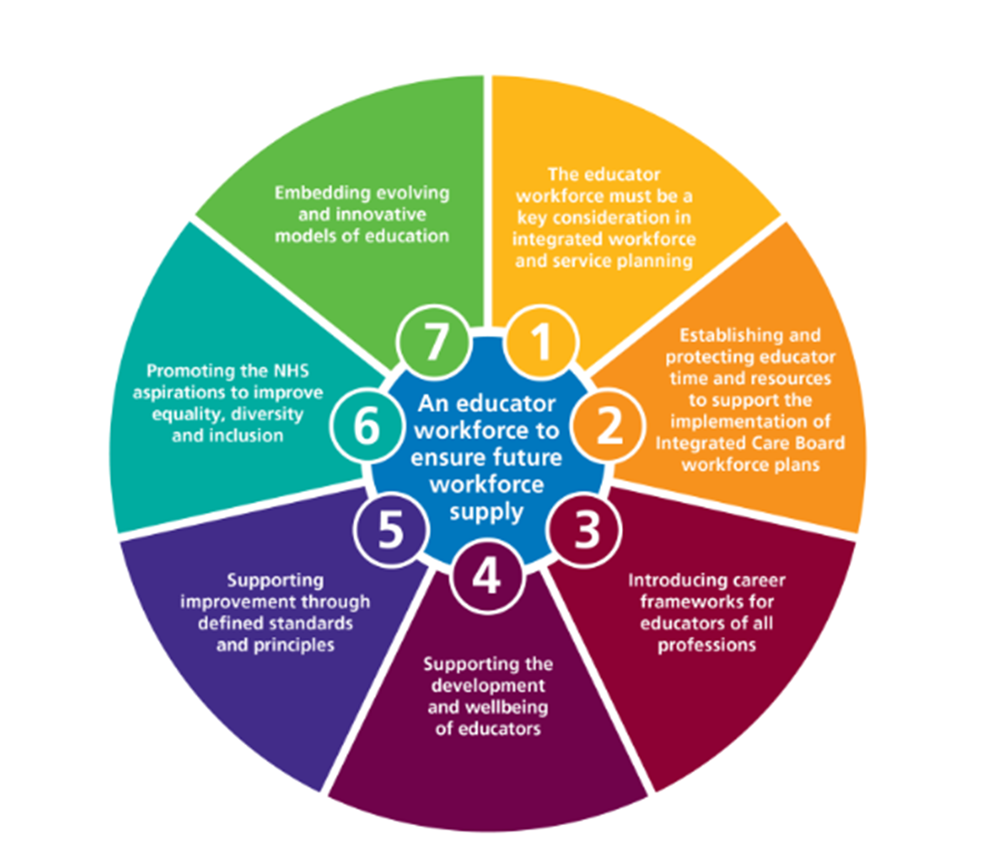 An educator
workforce to
ensure future
workforce
supply
1
The educator
workforce must be a
key consideration in
integrated workforce
and service planning
2
Establishing and
protecting educator
time and resources
to support the
implementation of
Integrated Care Board
workforce plans
3
Introducing career
frameworks for
educators of all
professions
4
Supporting the
development
and wellbeing
of educators
5
Supporting
improvement through
defined standards
and principles
6
Promoting the NHS
aspirations to improve
equality, diversity
and inclusion
7
Embedding evolving
and innovative
models of education